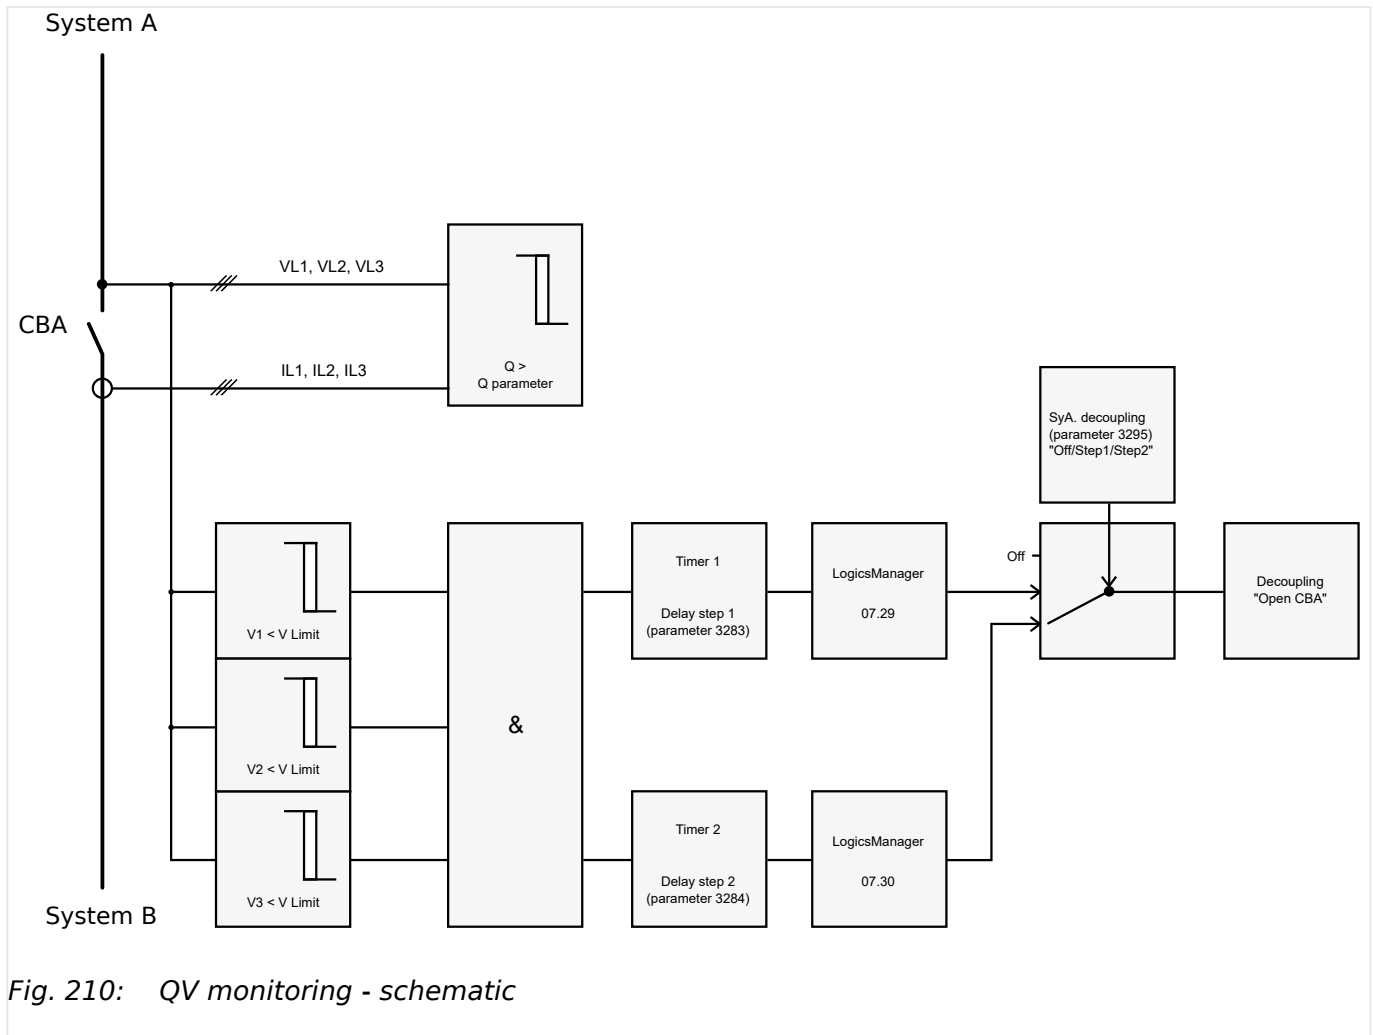 System A
VL1, VL2, VL3
CBA
IL1, IL2, IL3
Q >
Q parameter
SyA. decoupling
(parameter 3295)
"Off/Step1/Step2"
V1 < V Limit
V2 < V Limit
V3 < V Limit
&
Timer 1
Delay step 1
(parameter 3283)
LogicsManager
07.29
Off
Decoupling
"Open CBA"
Timer 2
Delay step 2
(parameter 3284)
LogicsManager
07.30
System B
Fig. 210: QV monitoring - schematic